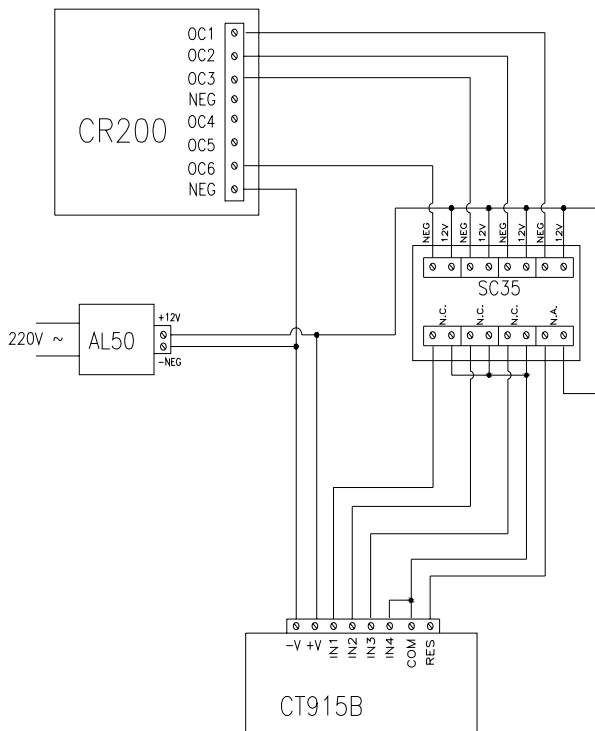 OC1
OC2
OC3
NEG
OC4
OC5
OC6
NEG
CR200
NEG 12V NEG 12V NEG 12V NEG 12V
SC35
N.C. N.C. N.C. N.A.
220V ~
AL50
+12V
-NEG
-V +V IN1 IN2 IN3 IN4 COM RES
CT915B